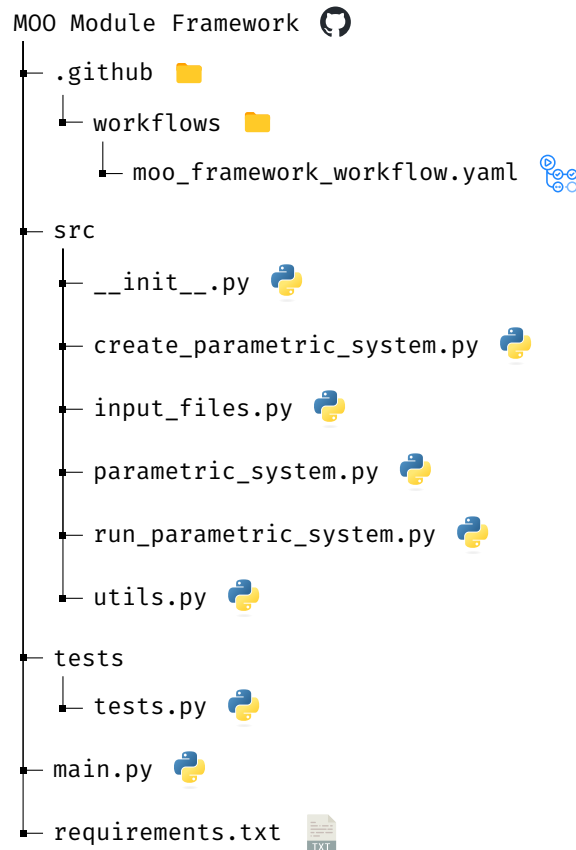 MOO Module Framework
.github
workflows
moo_framework_workflow.yaml
src
__init__.py
create_parametric_system.py
input_files.py
parametric_system.py
run_parametric_system.py
utils.py
tests
tests.py
main.py
requirements.txt
TXT